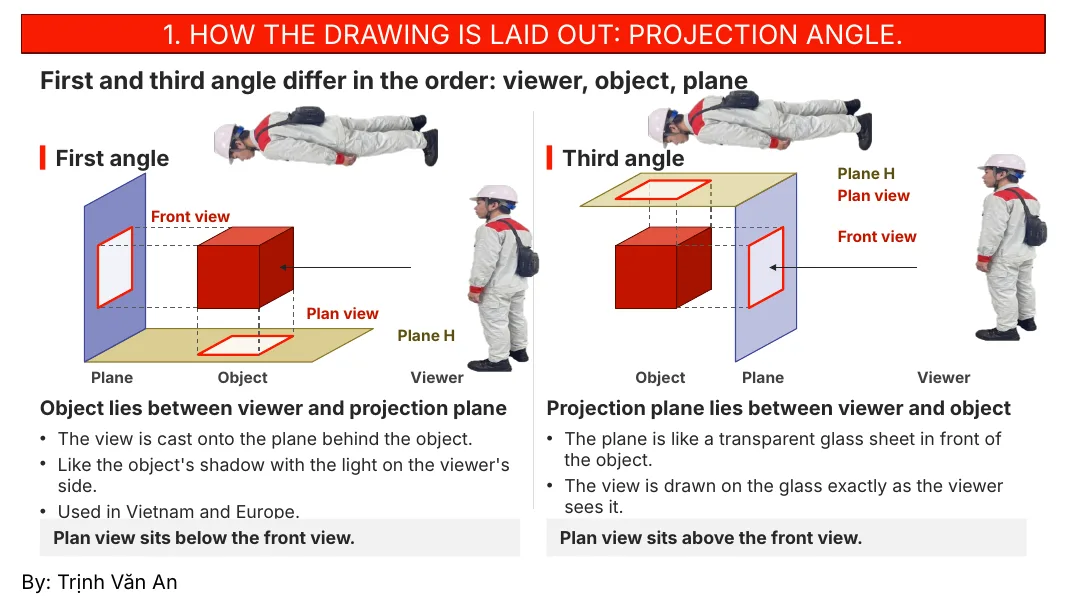 1. HOW THE DRAWING IS LAID OUT: PROJECTION ANGLE.
First and third angle differ in the order: viewer, object, plane
First angle
Front view
Plan view
Plane H
Plane
Object
Viewer
Object lies between viewer and projection plane
• The view is cast onto the plane behind the object.
• Like the object's shadow with the light on the viewer's
side.
• Used in Vietnam and Europe.
Plan view sits below the front view.
Third angle
Plane H
Plan view
Front view
Object
Plane
Viewer
Projection plane lies between viewer and object
• The plane is like a transparent glass sheet in front of
the object.
• The view is drawn on the glass exactly as the viewer
sees it.
Plan view sits above the front view.
By: Trịnh Văn An